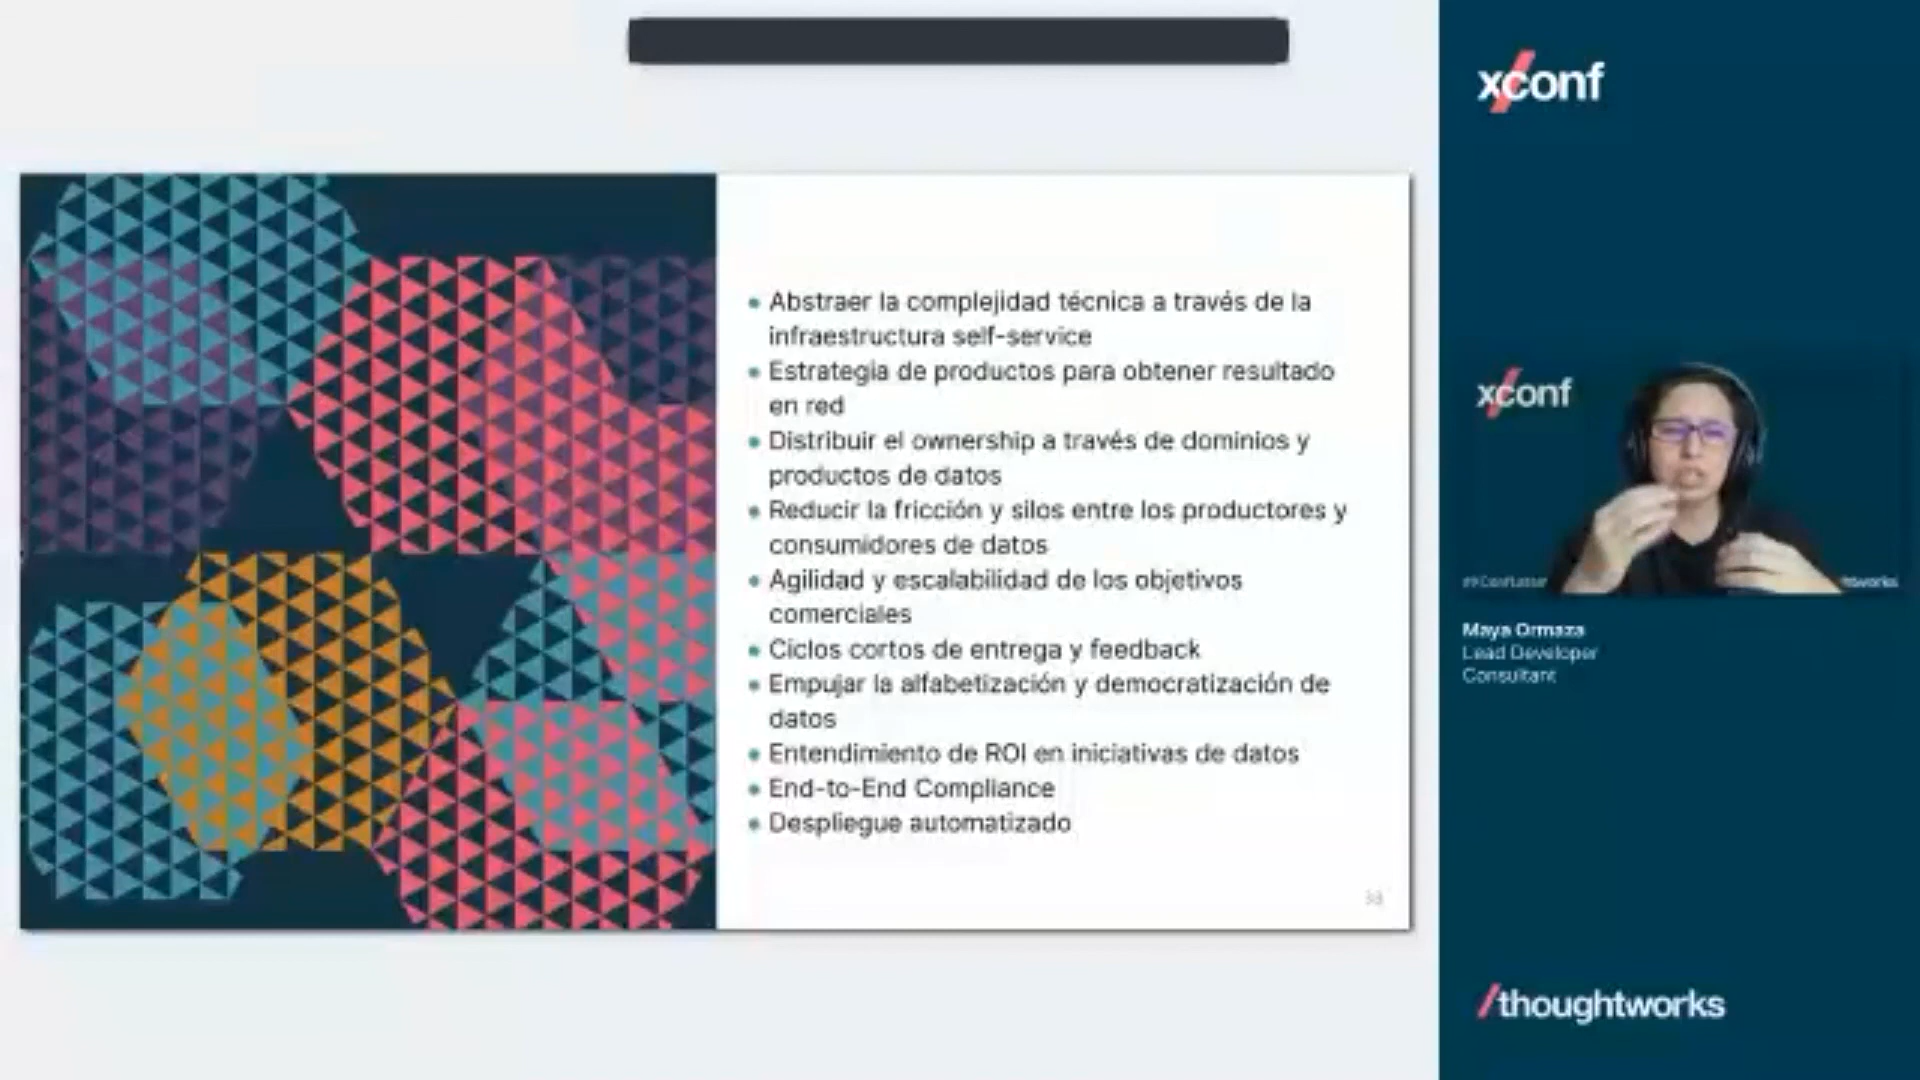 xconf
Abstraer la complejidad técnica a través de la
infraestructura self-service
Estrategia de productos para obtener resultado
en red
Distribuir el ownership a través de dominios y
productos de datos
Reducir la fricción y silos entre los productores y
consumidores de datos
Agilidad y escalabilidad de los objetivos
comerciales
Ciclos cortos de entrega y feedback
Empujar la alfabetización y democratización de
datos
Entendimiento de ROI en iniciativas de datos
End-to-End Compliance
Despliegue automatizado
xconf
Maya Ormaza
Lead Developer
Consultant
/thoughtworks